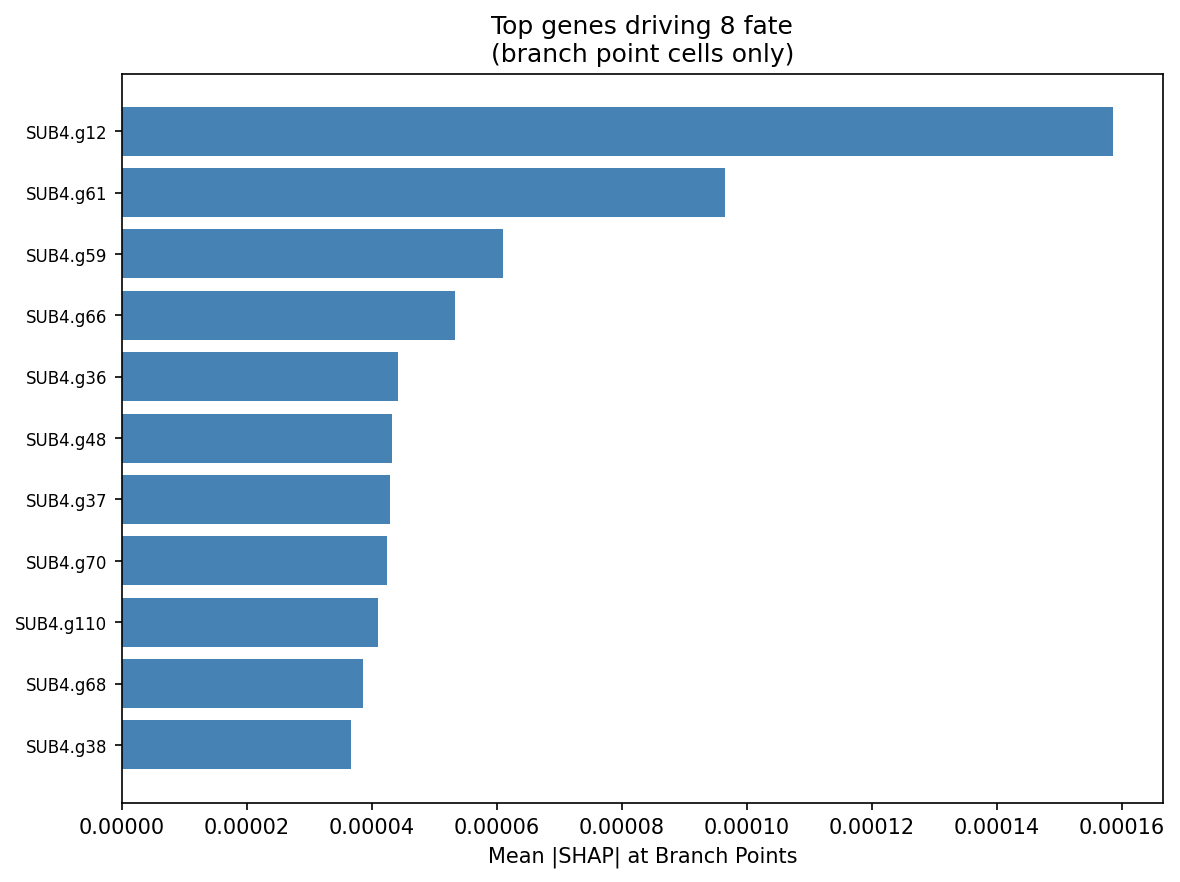 Top genes driving 8 fate
(branch point cells only)
SUB4.g12
SUB4.g61
SUB4.g59
SUB4.g66
SUB4.g36
SUB4.g48
SUB4.g37
SUB4.g70
SUB4.g110
SUB4.g68
SUB4.g38
0.00000 0.00002 0.00004 0.00006 0.00008 0.00010 0.00012 0.00014 0.00016
Mean |SHAP| at Branch Points